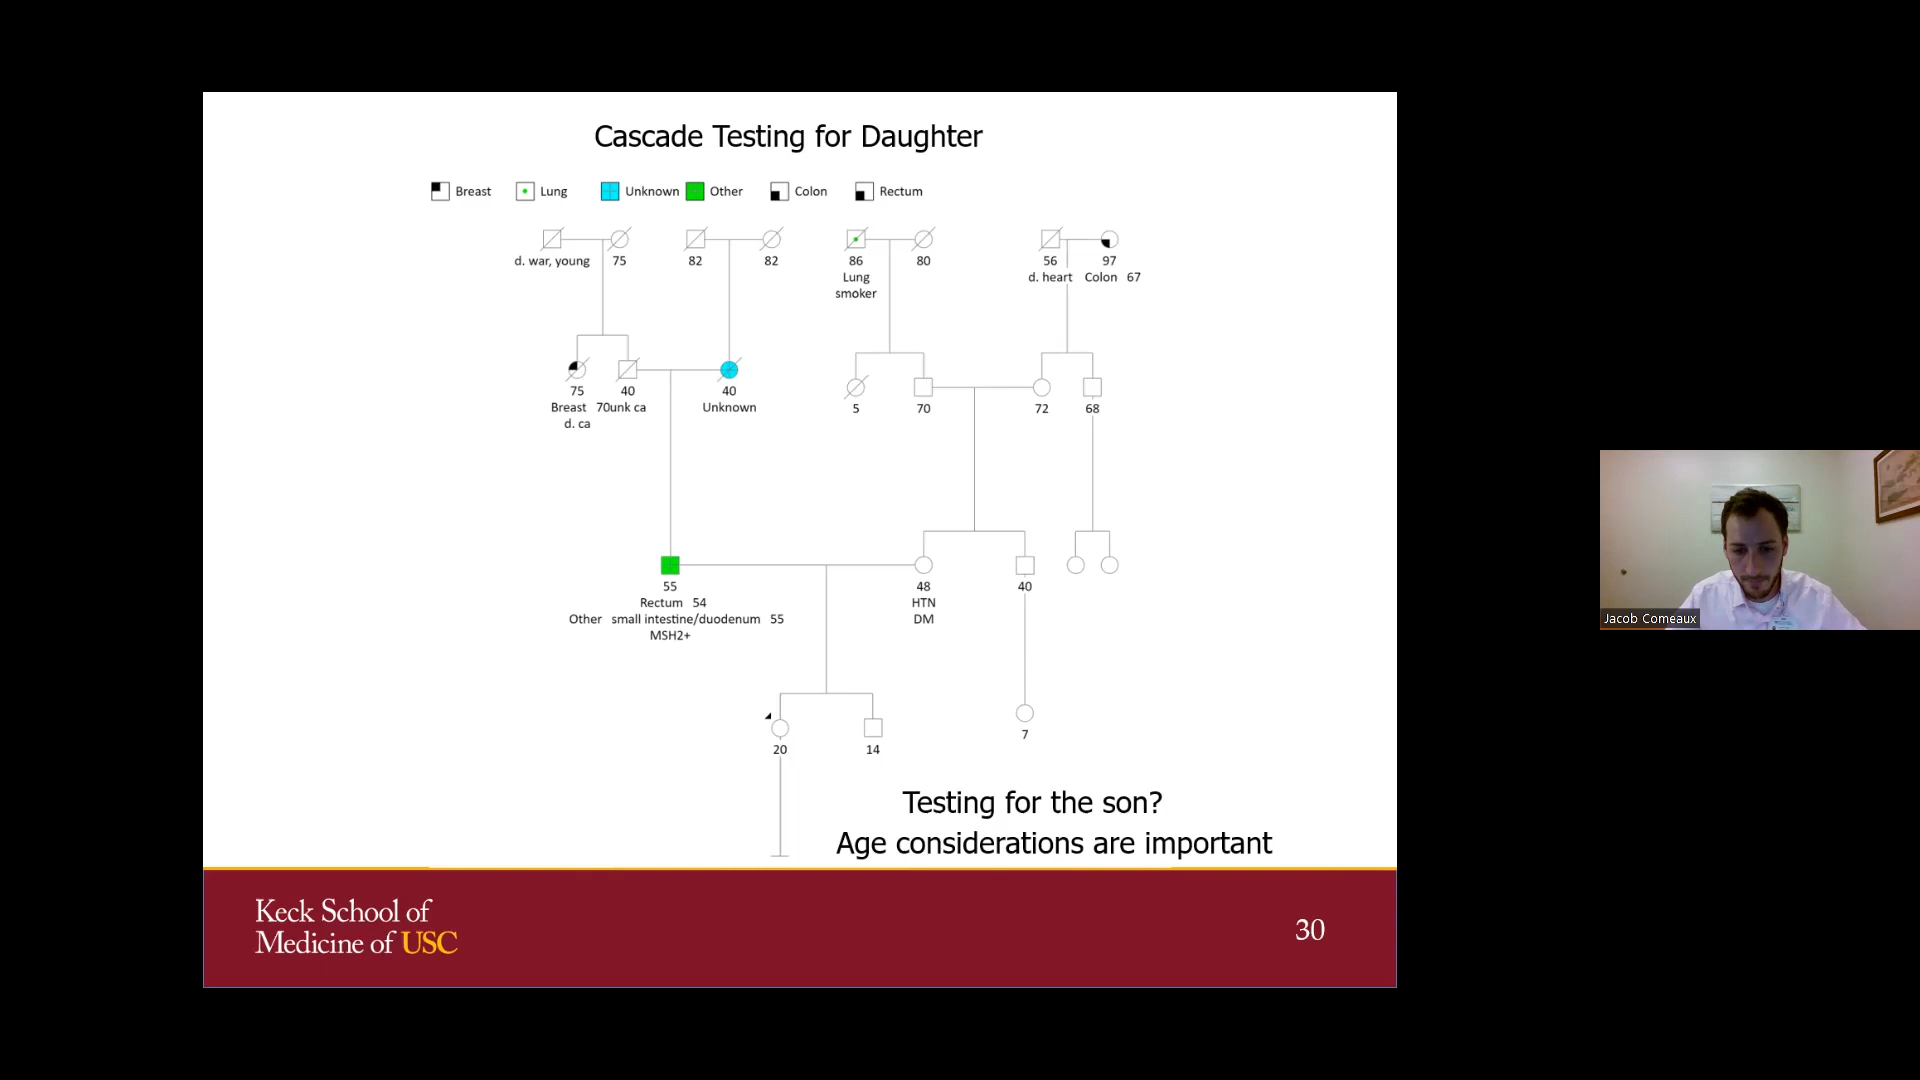 Cascade Testing for Daughter
Breast Lung Unknown Other Colon Rectum
d. war, young 75 82 82 86 80 56 97
Lung d. heart Colon 67
smoker
75 40 40 5 70 72 68
Breast 70unk ca Unknown
d. ca
55 48 40
Rectum 54 HTN
Other small intestine/duodenum 55 DM
MSH2+
20 14 7
Testing for the son?
Age considerations are important
Keck School of
Medicine of USC
30
Jacob Comeaux